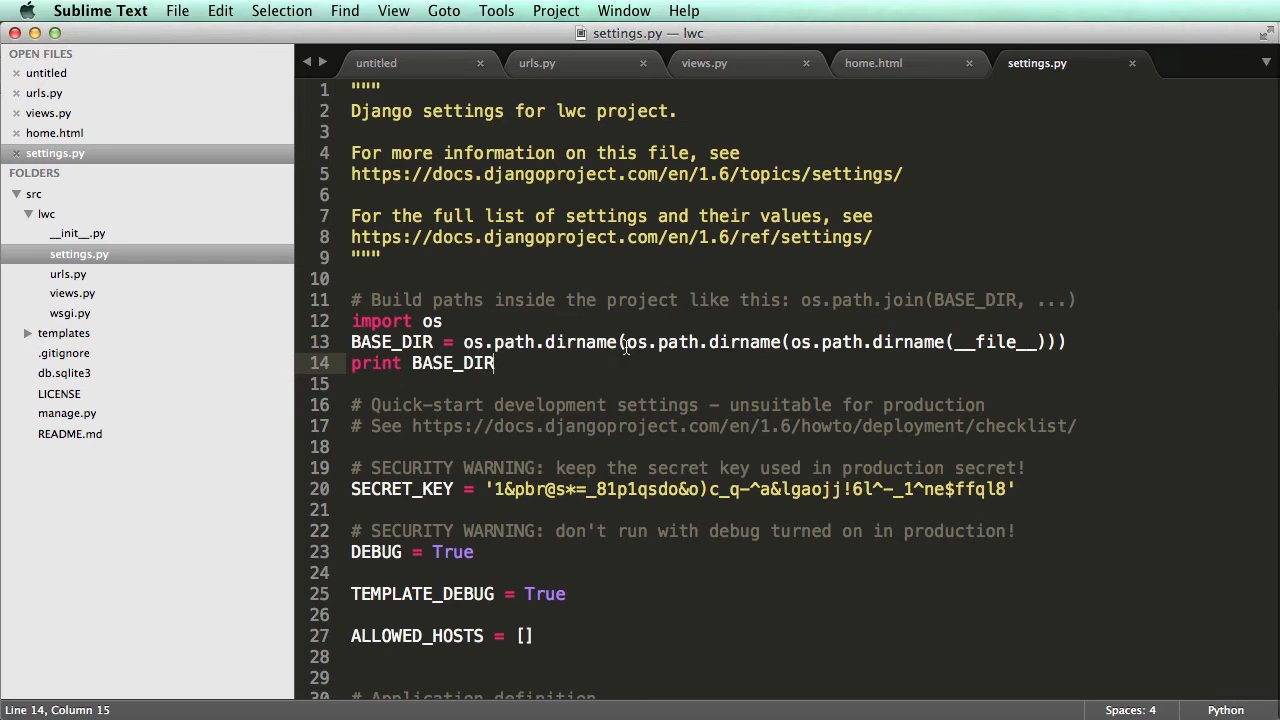 Sublime Text File Edit Selection Find View Goto Tools Project Window Help
settings.py — lwc
OPEN FILES
untitled
urls.py
views.py
home.html
settings.py
FOLDERS
src
lwc
__init__.py
settings.py
urls.py
views.py
wsgi.py
templates
.gitignore
db.sqlite3
LICENSE
manage.py
README.md
untitled urls.py views.py home.html settings.py
1 """
2 Django settings for lwc project.
3
4 For more information on this file, see
5 https://docs.djangoproject.com/en/1.6/topics/settings/
6
7 For the full list of settings and their values, see
8 https://docs.djangoproject.com/en/1.6/ref/settings/
9 """
10
11 # Build paths inside the project like this: os.path.join(BASE_DIR, ...)
12 import os
13 BASE_DIR = os.path.dirname(os.path.dirname(os.path.dirname(__file__)))
14 print BASE_DIR
15
16 # Quick-start development settings - unsuitable for production
17 # See https://docs.djangoproject.com/en/1.6/howto/deployment/checklist/
18
19 # SECURITY WARNING: keep the secret key used in production secret!
20 SECRET_KEY = '1&pbr@s*=_81p1qsdo&o)c_q-^a&lgaojj!6l^-_1^ne$ffql8'
21
22 # SECURITY WARNING: don't run with debug turned on in production!
23 DEBUG = True
24
25 TEMPLATE_DEBUG = True
26
27 ALLOWED_HOSTS = []
28
29
30 # Application definition
Line 14, Column 15 Spaces: 4 Python